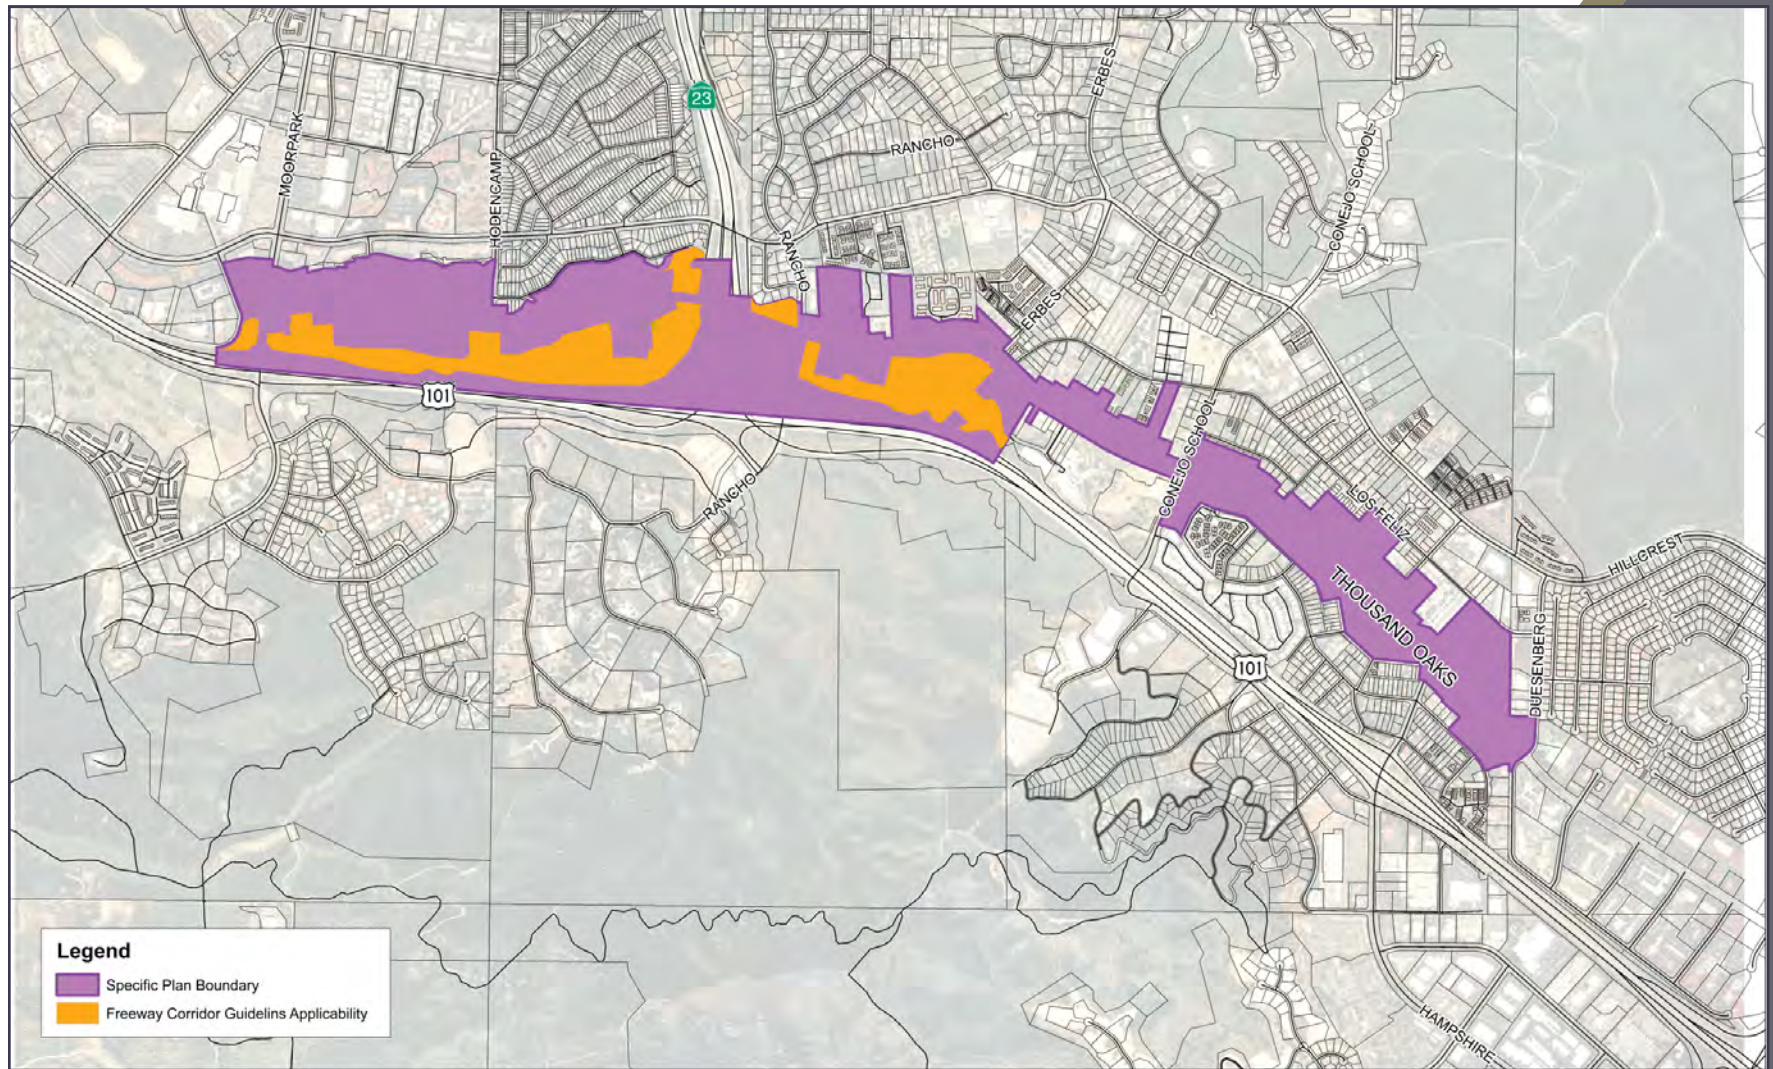 23
ERBES
MOORPARK
RANCHO
CONEJO SCHOOL
HODENCAMP
RANCHO
ERBES
101
CONEJO SCHOOL
RANCHO
LOS FELIZ
HILLCREST
THOUSAND OAKS
DUESENBERG
101
HAMPSHIRE
Legend
Specific Plan Boundary
Freeway Corridor Guidelins Applicability